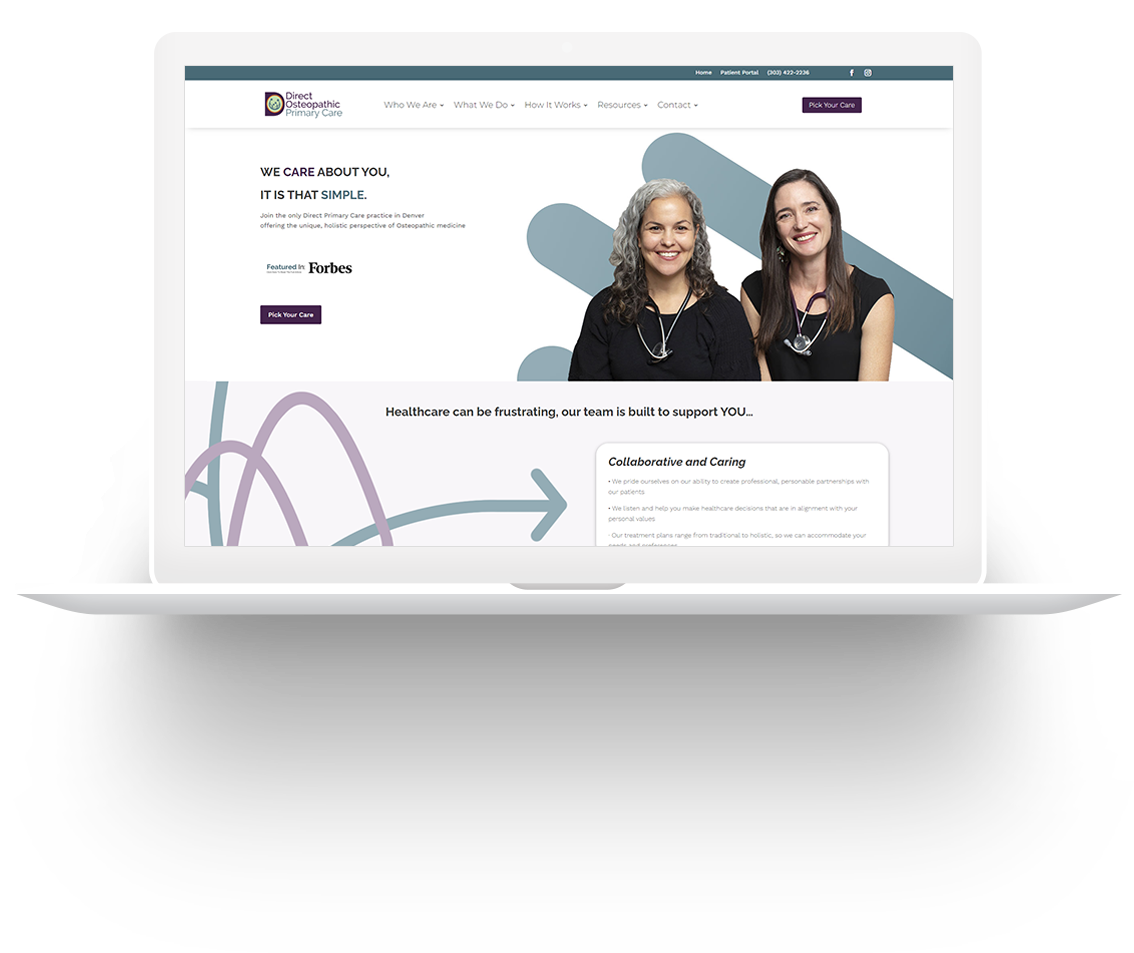 Home Patient Portal (303) 422-2236
Direct
Osteopathic
Primary Care
Who We Are What We Do How It Works Resources Contact
Pick Your Care
WE CARE ABOUT YOU,
IT IS THAT SIMPLE.
Join the only Direct Primary Care practice in Denver
offering the unique, holistic perspective of Osteopathic medicine
Featured In: Forbes
Pick Your Care
Healthcare can be frustrating, our team is built to support YOU...
Collaborative and Caring
• We pride ourselves on our ability to create professional, personable partnerships with
our patients
• We listen and help you make healthcare decisions that are in alignment with your
personal values
· Our treatment plans range from traditional to holistic, so we can accommodate your
needs and preferences